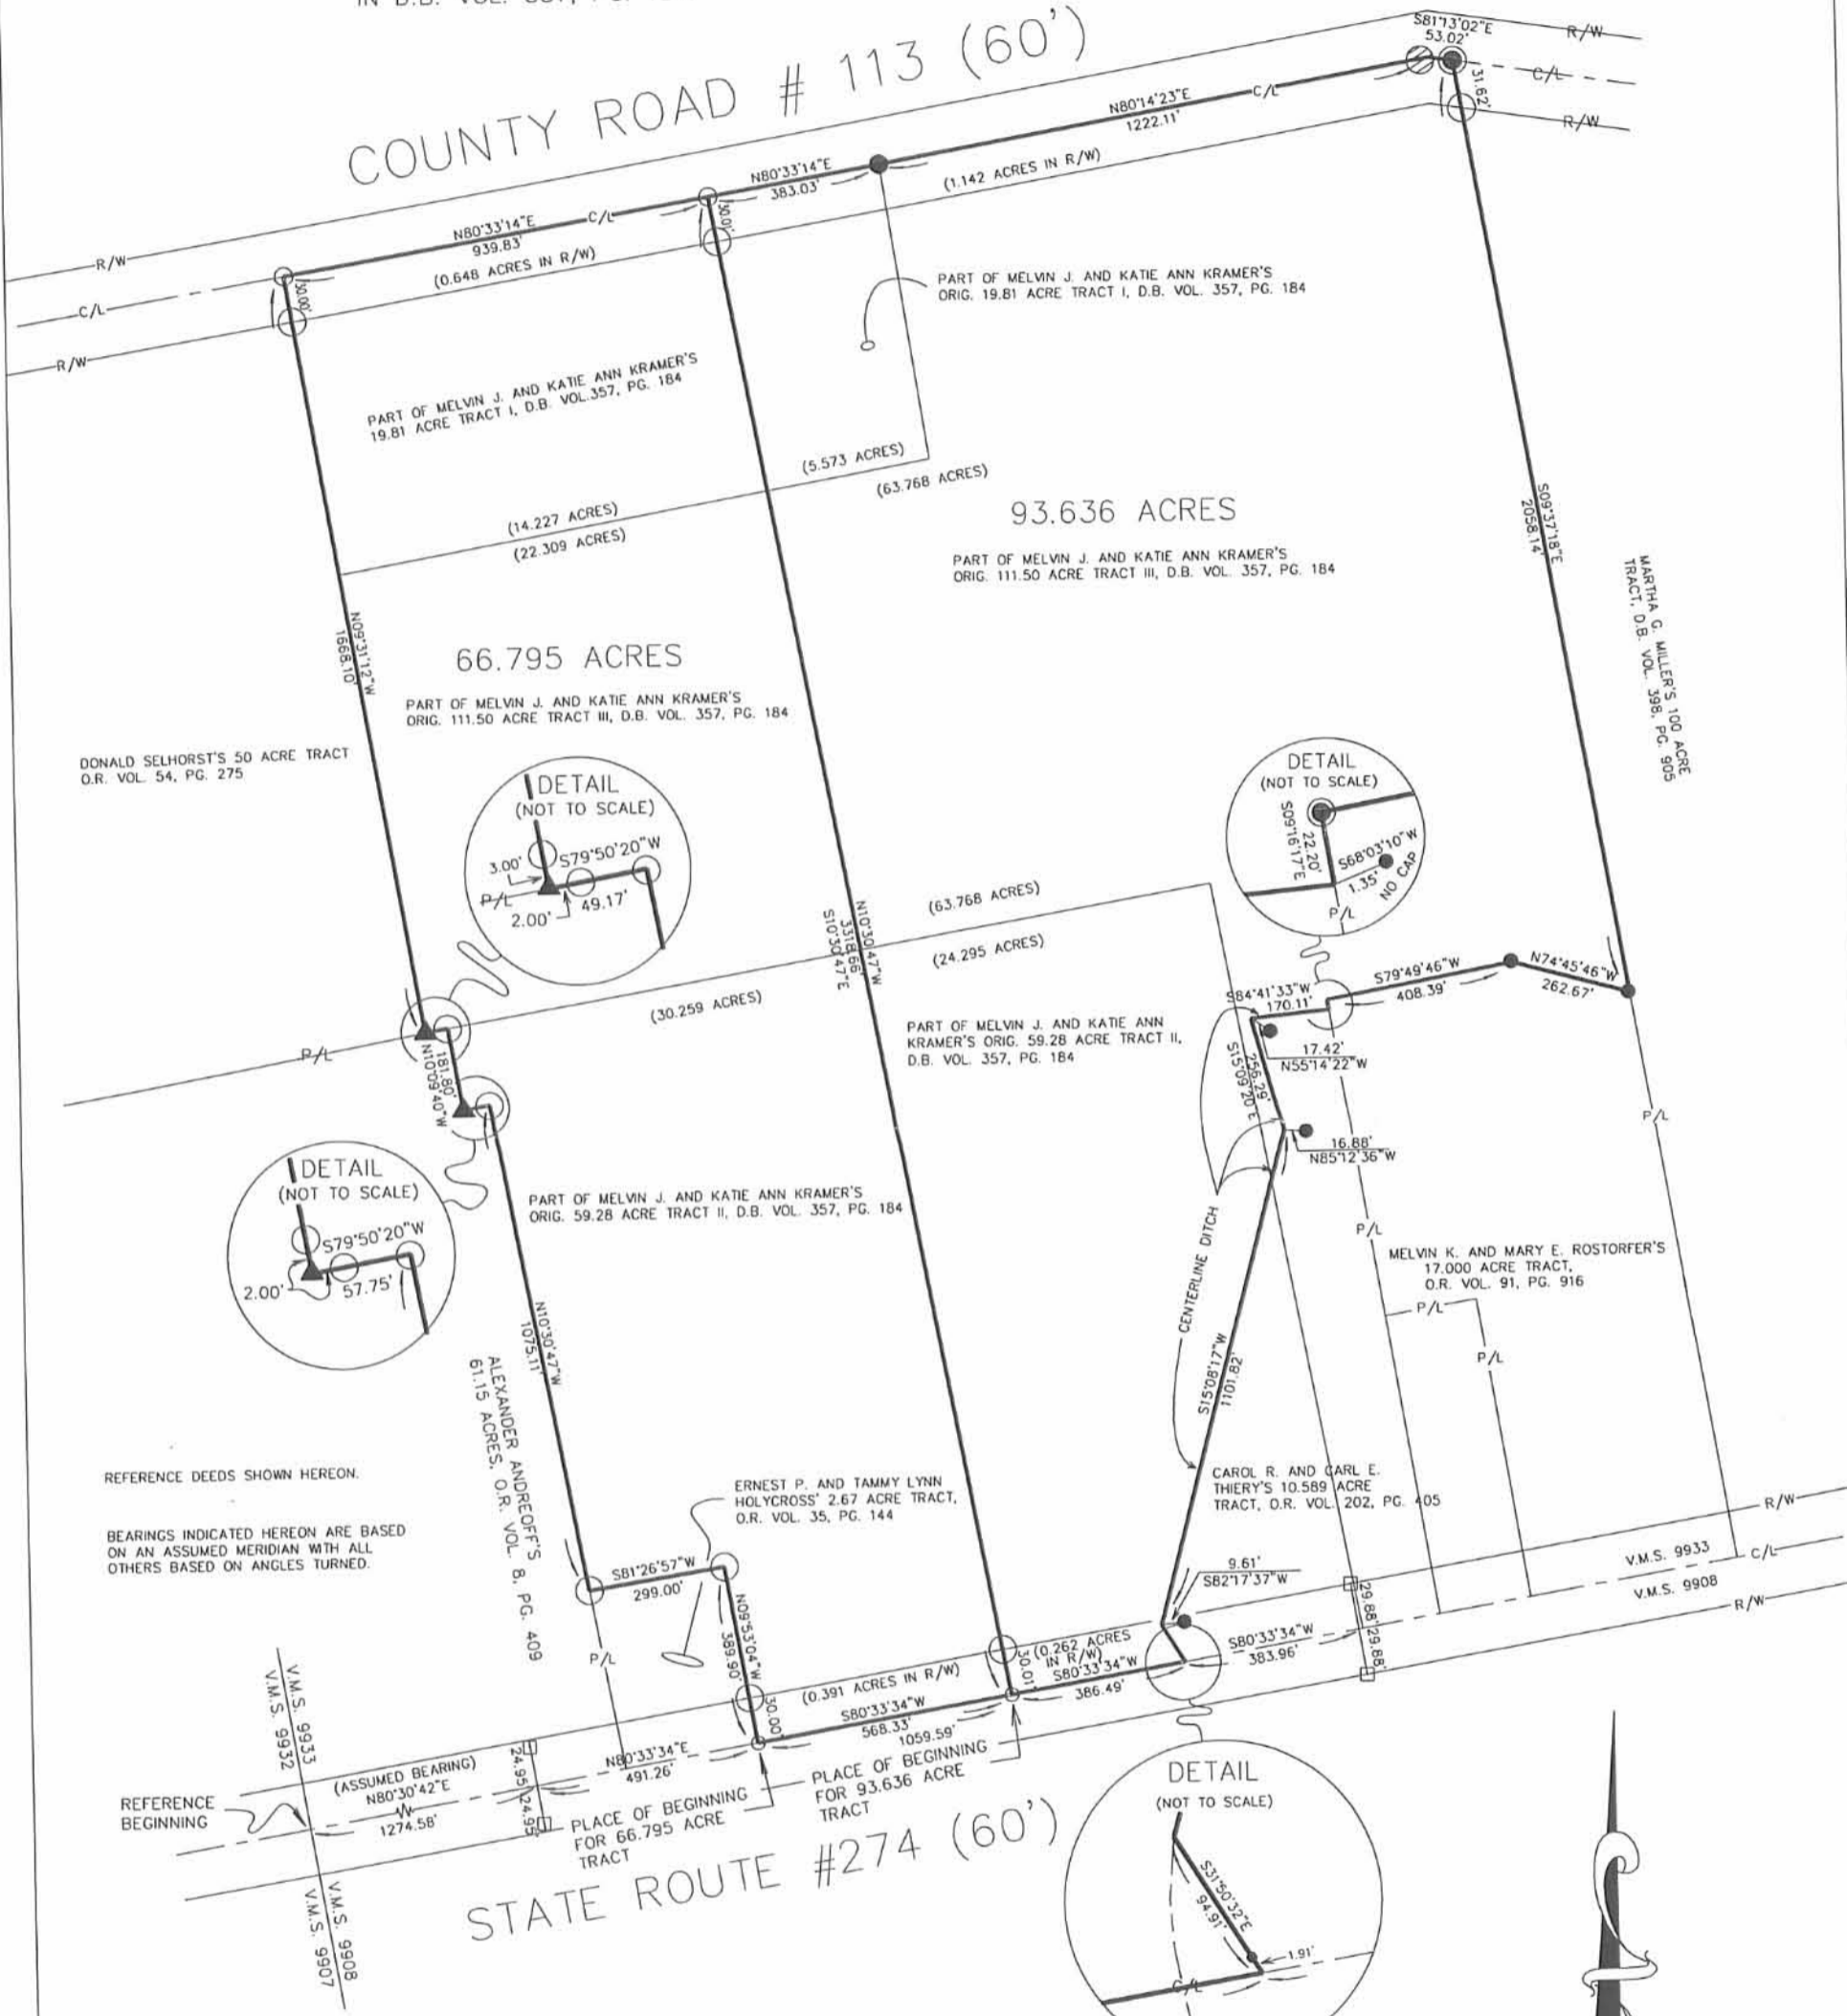 COUNTY ROAD # 113 (60')
S81°13'02"E
53.02'
R/W
C/L
R/W
31.62'
N80°14'23"E
C/L
1222.11'
(1.142 ACRES IN R/W)
N80°33'14"E
383.03'
30.01'
N80°33'14"E
C/L
939.83'
(0.648 ACRES IN R/W)
R/W
C/L
R/W
30.00'
PART OF MELVIN J. AND KATIE ANN KRAMER'S
ORIG. 19.81 ACRE TRACT I, D.B. VOL. 357, PG. 184
PART OF MELVIN J. AND KATIE ANN KRAMER'S
19.81 ACRE TRACT I, D.B. VOL.357, PG. 184
(5.573 ACRES)
(63.768 ACRES)
(14.227 ACRES)
(22.309 ACRES)
93.636 ACRES
PART OF MELVIN J. AND KATIE ANN KRAMER'S
ORIG. 111.50 ACRE TRACT III, D.B. VOL. 357, PG. 184
S09°37'18"E
2058.14'
MARTHA G. MILLER'S 100 ACRE
TRACT, D.B. VOL. 398, PG. 905
N09°31'12"W
1668.10'
66.795 ACRES
PART OF MELVIN J. AND KATIE ANN KRAMER'S
ORIG. 111.50 ACRE TRACT III, D.B. VOL. 357, PG. 184
DONALD SELHORST'S 50 ACRE TRACT
O.R. VOL. 54, PG. 275
DETAIL
(NOT TO SCALE)
3.00'
S79°50'20"W
P/L
2.00'
49.17'
DETAIL
(NOT TO SCALE)
S09°16'17"E
22.20'
S68°03'10"W
1.35'
NO CAP
P/L
N10°30'47"W
3318.66'
S10°30'47"E
(63.768 ACRES)
(24.295 ACRES)
(30.259 ACRES)
P/L
181.80'
N10°09'40"W
S84°41'33"W
170.11'
S79°49'46"W
408.39'
N74°45'46"W
262.67'
PART OF MELVIN J. AND KATIE ANN
KRAMER'S ORIG. 59.28 ACRE TRACT II,
D.B. VOL. 357, PG. 184
17.42'
N55°14'22"W
256.29'
S15°09'20"E
P/L
16.88'
N85°12'36"W
DETAIL
(NOT TO SCALE)
S79°50'20"W
2.00'
57.75'
PART OF MELVIN J. AND KATIE ANN KRAMER'S
ORIG. 59.28 ACRE TRACT II, D.B. VOL. 357, PG. 184
CENTERLINE DITCH
P/L
MELVIN K. AND MARY E. ROSTORFER'S
17.000 ACRE TRACT,
O.R. VOL. 91, PG. 916
P/L
P/L
N10°30'47"W
1075.11'
S15°08'17"W
1101.82'
ALEXANDER ANDREOFF'S
61.15 ACRES, O.R. VOL. 8, PG. 409
REFERENCE DEEDS SHOWN HEREON.
BEARINGS INDICATED HEREON ARE BASED
ON AN ASSUMED MERIDIAN WITH ALL
OTHERS BASED ON ANGLES TURNED.
ERNEST P. AND TAMMY LYNN
HOLYCROSS' 2.67 ACRE TRACT,
O.R. VOL. 35, PG. 144
CAROL R. AND CARL E.
THIERY'S 10.589 ACRE
TRACT, O.R. VOL. 202, PG. 405
R/W
S81°26'57"W
299.00'
9.61'
S82°17'37"W
V.M.S. 9933
C/L
V.M.S. 9908
R/W
N09°53'04"W
389.90'
P/L
30.00'
(0.391 ACRES IN R/W)
30.01'
(0.262 ACRES
IN R/W)
S80°33'34"W
386.49'
S80°33'34"W
383.96'
29.88'
29.88'
S80°33'34"W
568.33'
1059.59'
V.M.S. 9933
V.M.S. 9932
(ASSUMED BEARING)
N80°30'42"E
1274.58'
24.95'
24.95'
N80°33'34"E
491.26'
REFERENCE
BEGINNING
PLACE OF BEGINNING
FOR 66.795 ACRE
TRACT
PLACE OF BEGINNING
FOR 93.636 ACRE
TRACT
STATE ROUTE #274 (60')
V.M.S. 9908
V.M.S. 9907
DETAIL
(NOT TO SCALE)
S31°50'32"E
94.91'
1.91'
C/L